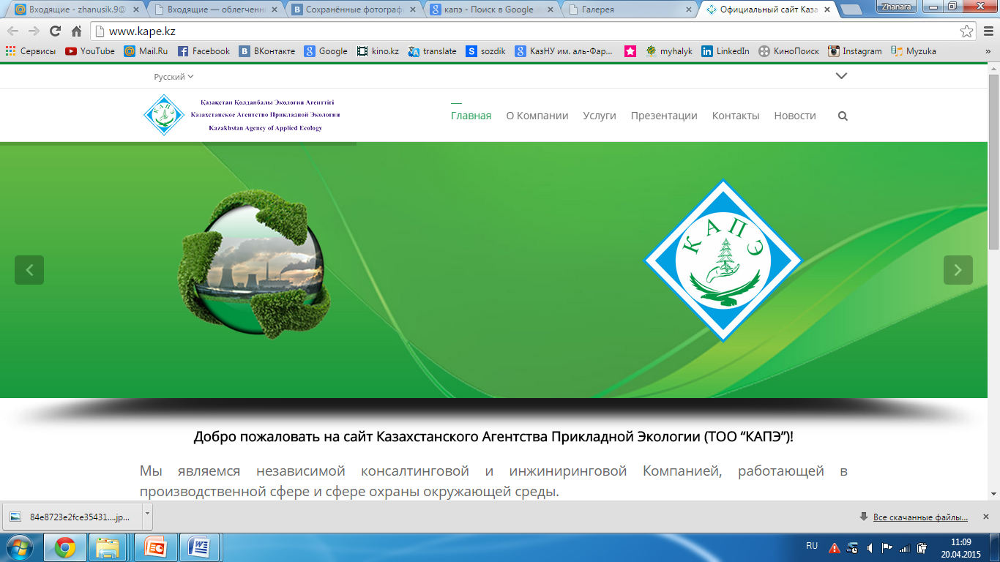 Входящие - zhanusik.9@
Входящие — облегченн
Сохранённые фотограф
капэ - Поиск в Google
Галерея
Официальный сайт Каза
Zhanara
www.kape.kz
Сервисы
YouTube
Mail.Ru
Facebook
ВКонтакте
Google
kino.kz
translate
sozdik
КазНУ им. аль-Фар...
myhalyk
LinkedIn
КиноПоиск
Instagram
Myzuka
»
Русский
КАПЭ
Қазақстан Қолданбалы Экология Агенттігі
Казахстанское Агентство Прикладной Экологии
Kazakhstan Agency of Applied Ecology
Главная
О Компании
Услуги
Презентации
Контакты
Новости
КАПЭ
Добро пожаловать на сайт Казахстанского Агентства Прикладной Экологии (ТОО “КАПЭ”)!
Мы являемся независимой консалтинговой и инжиниринговой Компанией, работающей в
производственной сфере и сфере охраны окружающей среды.
84e8723e2fce35431....jp...
Все скачанные файлы...
RU
11:09
20.04.2015